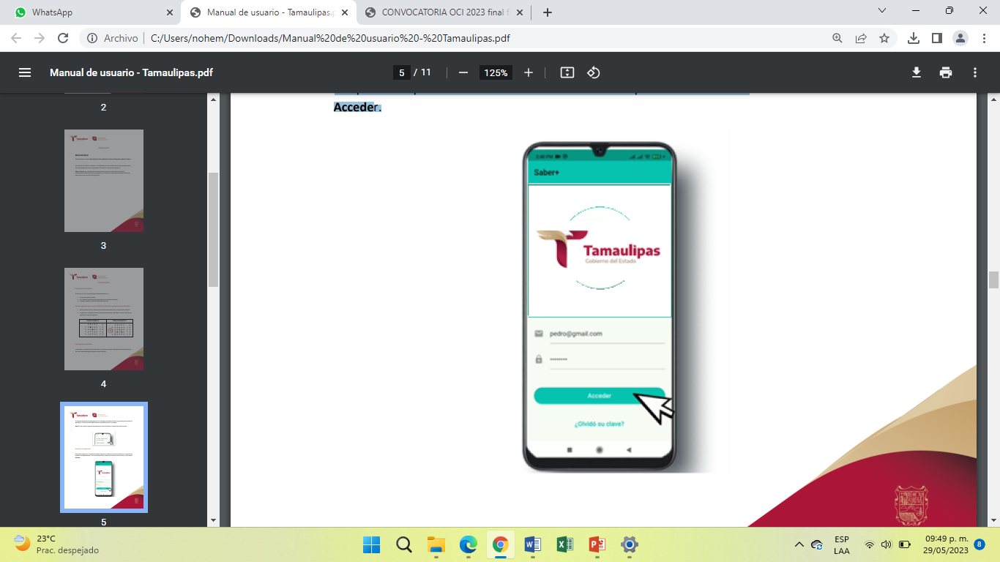 WhatsApp
Manual de usuario - Tamaulipas.p
CONVOCATORIA OCI 2023 final f
Archivo
C:/Users/nohem/Downloads/Manual%20de%20usuario%20-%20Tamaulipas.pdf
Manual de usuario - Tamaulipas.pdf
5 / 11
125%
2
3
4
5
Acceder.
2:40 PM
Saber+
Tamaulipas
Gobierno del Estado
pedro@gmail.com
********
Acceder
¿Olvidó su clave?
23°C
Prac. despejado
ESP
LAA
09:49 p. m.
29/05/2023
8